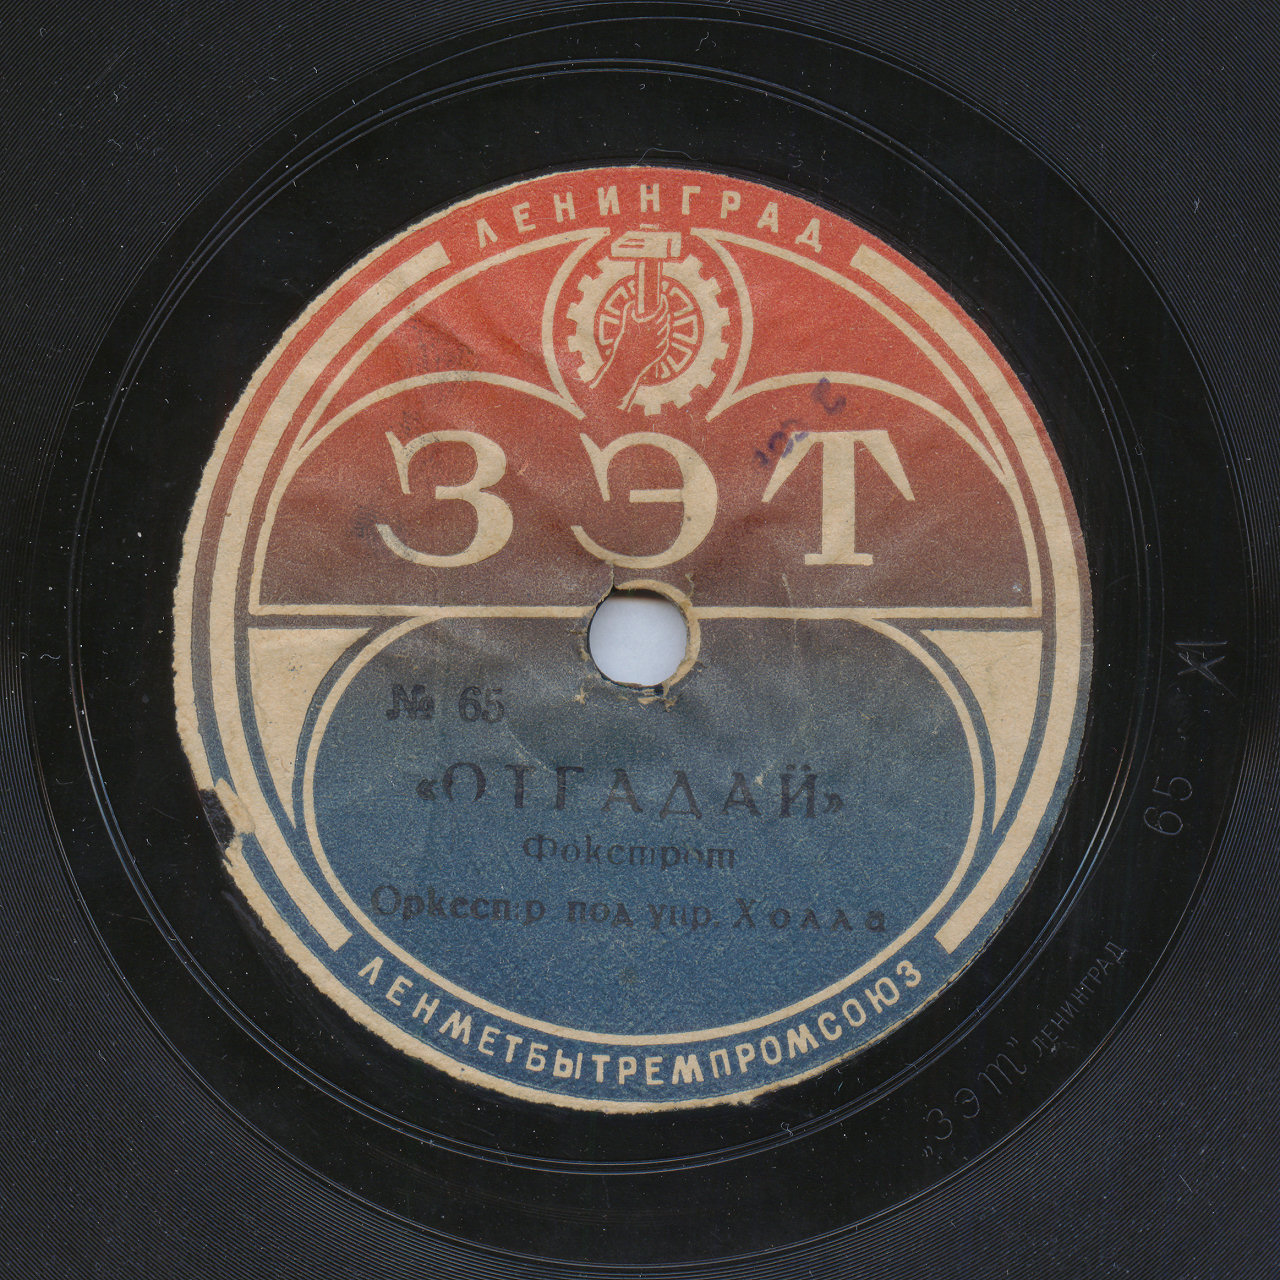 ЛЕНИНГРАД
ЗЭТ
№ 65
«ОТГАДАЙ»
Фокстрот
Оркестр под упр. Холла
ЛЕНМЕТБЫТРЕМПРОМСОЮЗ
65
„ЗЭТ" ЛЕНИНГРАД